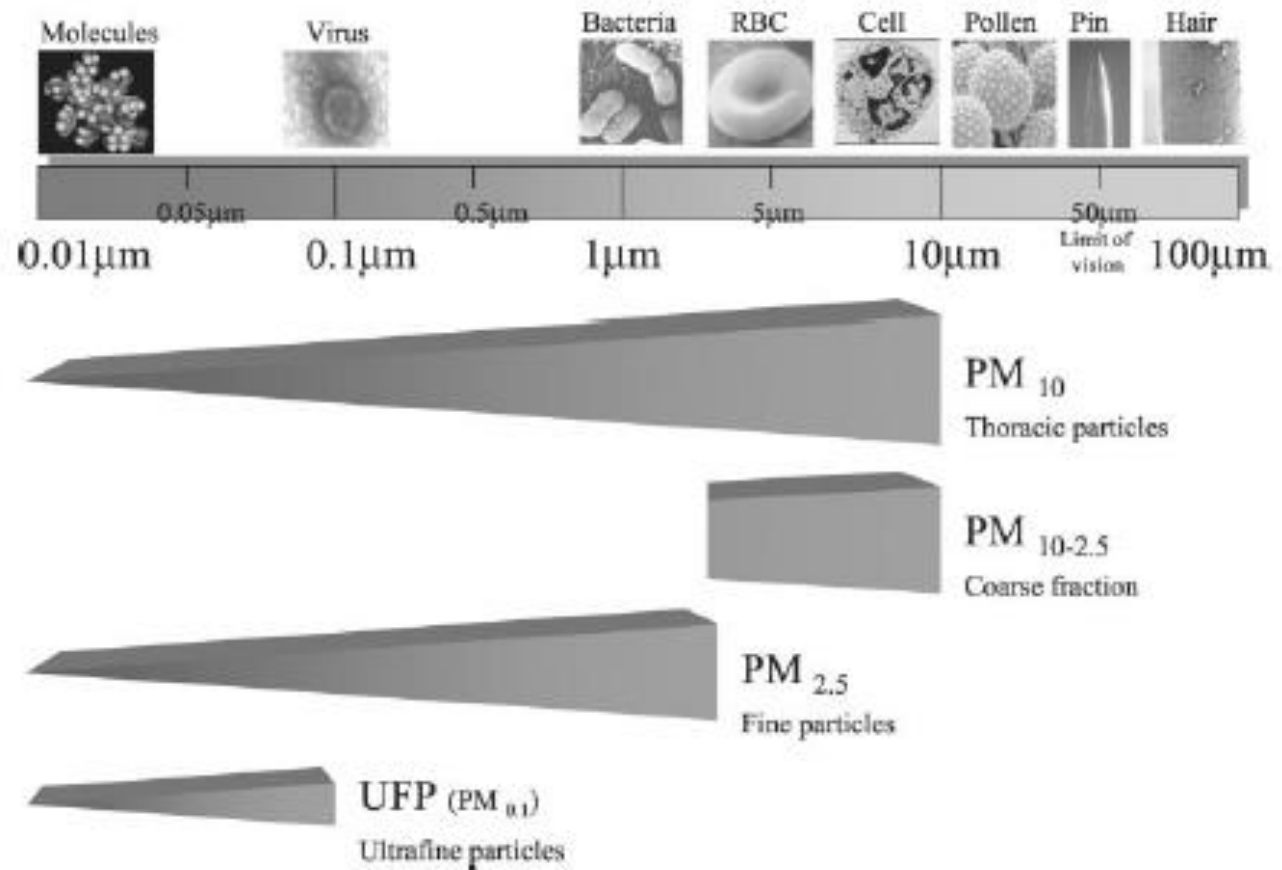 Molecules Virus Bacteria RBC Cell Pollen Pin Hair
0.05μm 0.5μm 5μm 50μm
0.01μm 0.1μm 1μm 10μm Limit of vision 100μm
PM 10
Thoracic particles
PM 10-2.5
Coarse fraction
PM 2.5
Fine particles
UFP (PM 0.1)
Ultrafine particles